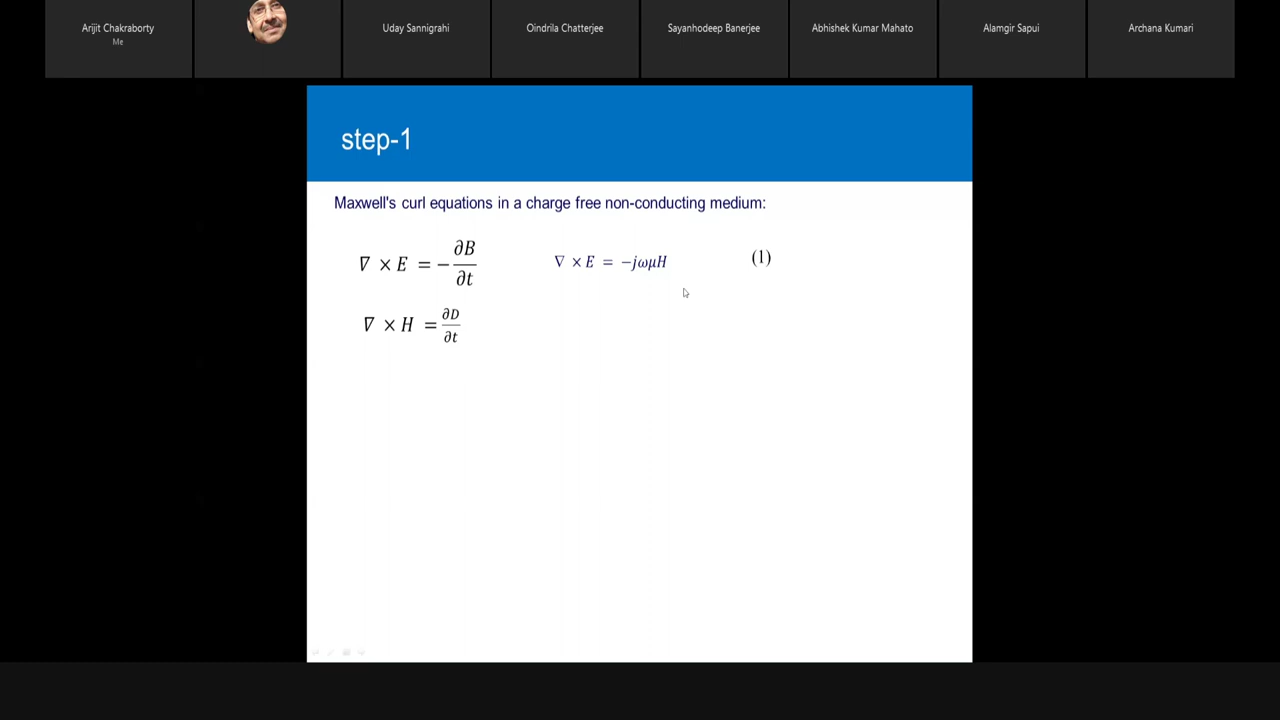 Arijit Chakraborty
Me
Uday Sannigrahi
Oindrila Chatterjee
Sayanhodeep Banerjee
Abhishek Kumar Mahato
Alamgir Sapui
Archana Kumari
step-1
Maxwell's curl equations in a charge free non-conducting medium:
∇ × E = −∂B/∂t
∇ × E = −jωμH (1)
∇ × H = ∂D/∂t